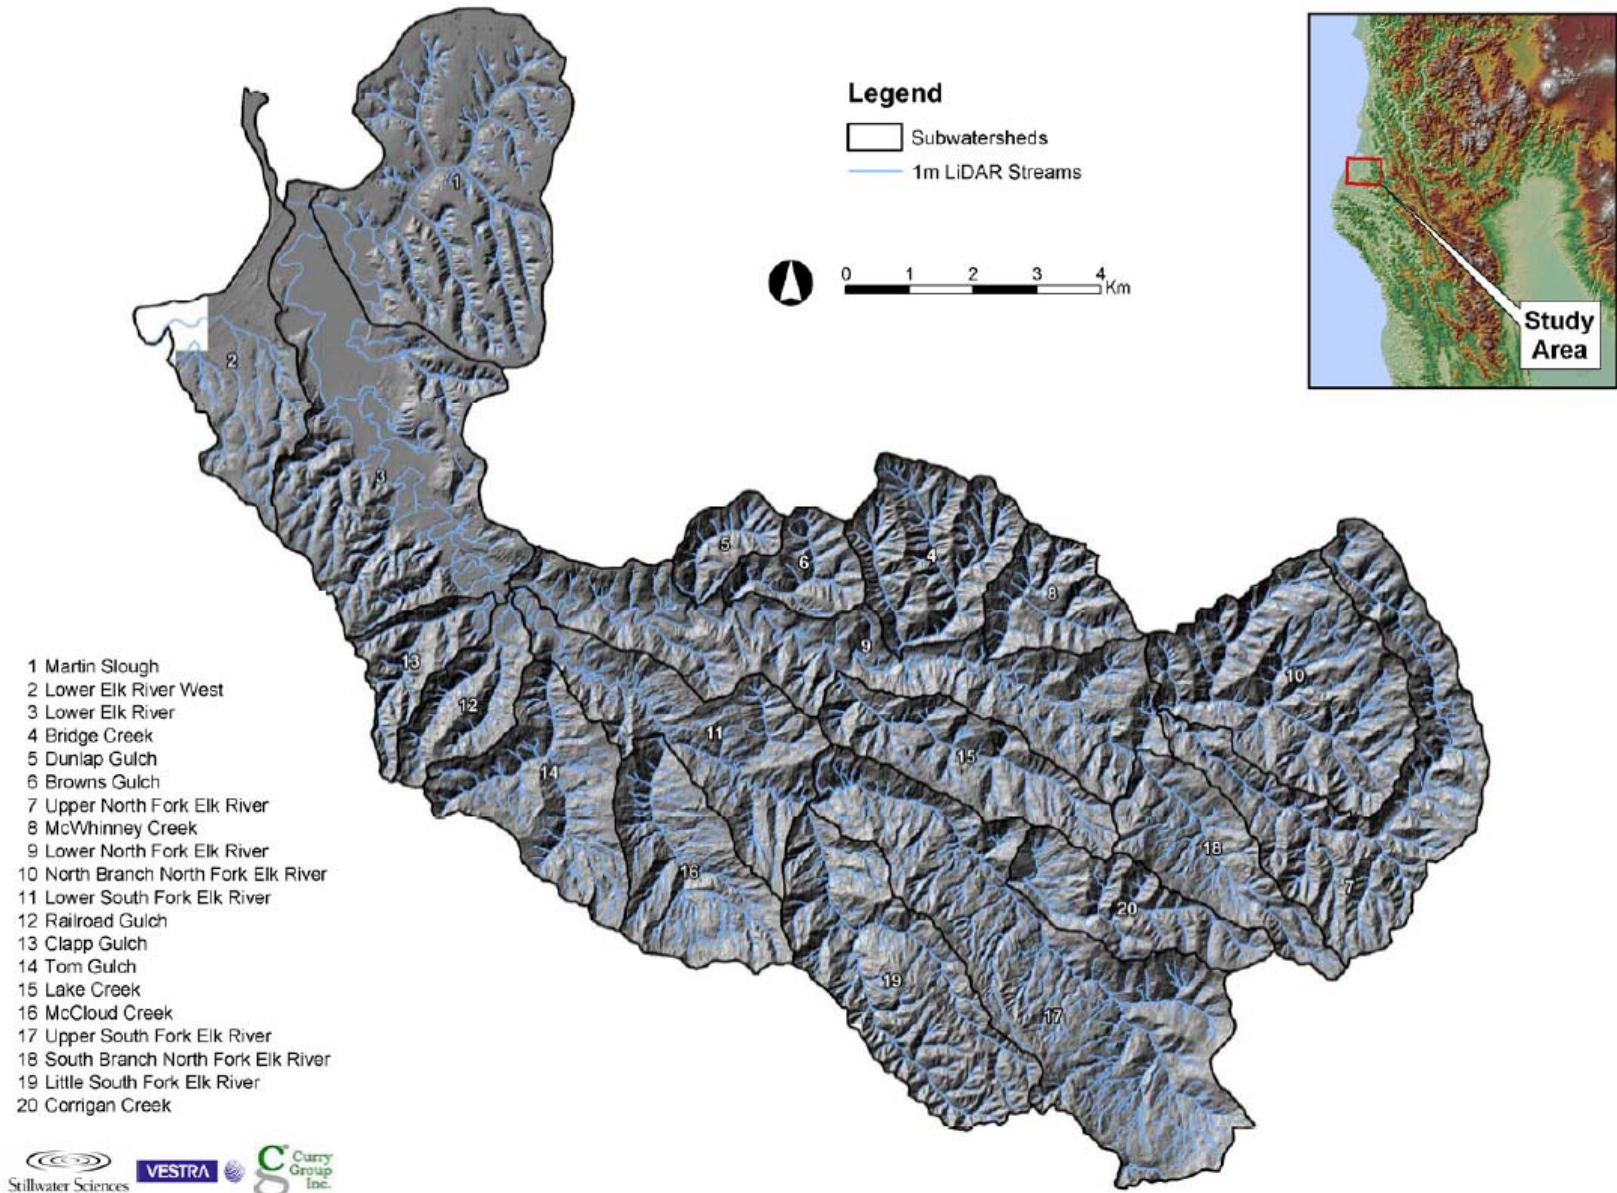 Legend
Subwatersheds
1m LiDAR Streams
0 1 2 3 4
Km
Study
Area
1
2
3
5
6
4
8
9
10
13
12
11
15
14
18
16
7
20
19
17
1 Martin Slough
2 Lower Elk River West
3 Lower Elk River
4 Bridge Creek
5 Dunlap Gulch
6 Browns Gulch
7 Upper North Fork Elk River
8 McWhinney Creek
9 Lower North Fork Elk River
10 North Branch North Fork Elk River
11 Lower South Fork Elk River
12 Railroad Gulch
13 Clapp Gulch
14 Tom Gulch
15 Lake Creek
16 McCloud Creek
17 Upper South Fork Elk River
18 South Branch North Fork Elk River
19 Little South Fork Elk River
20 Corrigan Creek
Stillwater Sciences
VESTRA
Curry
Group
Inc.